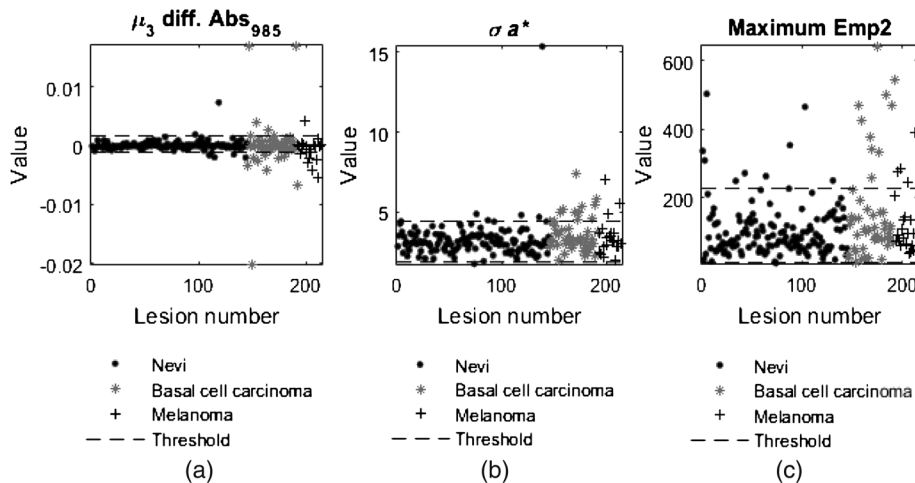 μ₃ diff. Abs₉₈₅
σ a*
Maximum Emp2
Value
0.01
0
-0.01
-0.02
0 100 200
Lesion number
Value
15
10
5
0 100 200
Lesion number
Value
600
400
200
0 100 200
Lesion number
Nevi
Basal cell carcinoma
Melanoma
Threshold
Nevi
Basal cell carcinoma
Melanoma
Threshold
Nevi
Basal cell carcinoma
Melanoma
Threshold
(a)
(b)
(c)